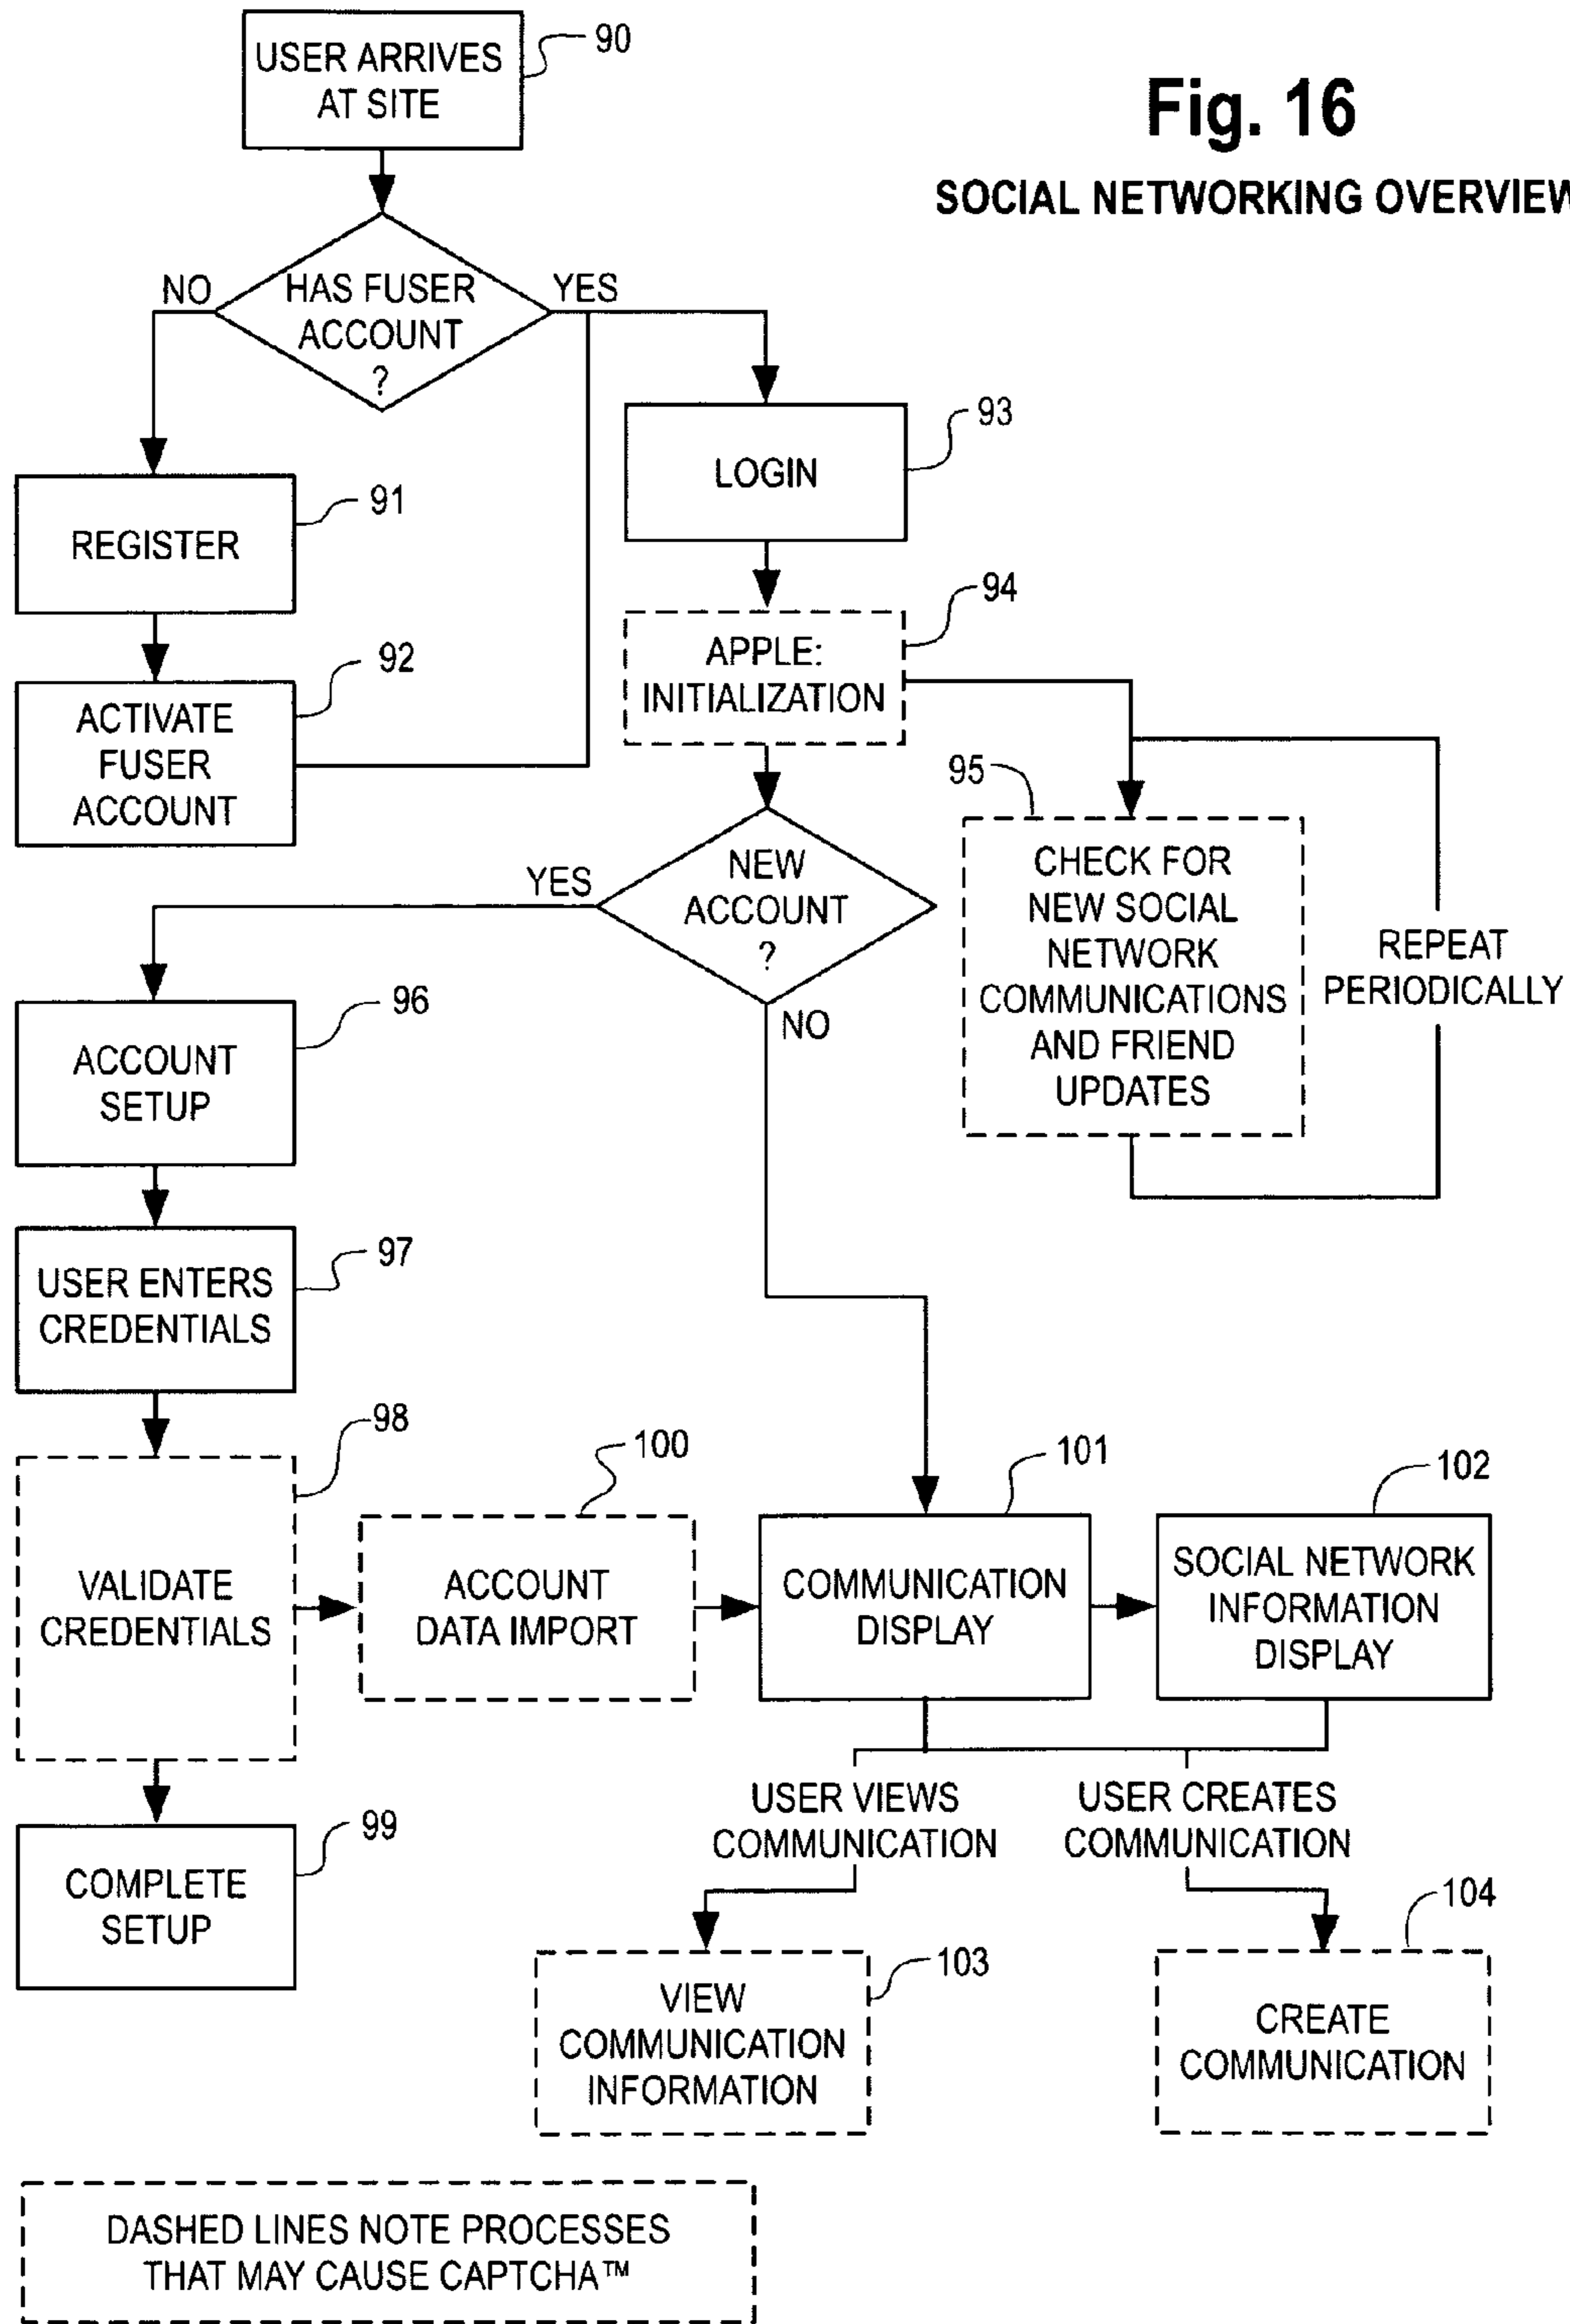 Fig. 16
SOCIAL NETWORKING OVERVIEW
USER ARRIVES
AT SITE
90
HAS FUSER
ACCOUNT
?
NO
YES
REGISTER
91
ACTIVATE
FUSER
ACCOUNT
92
LOGIN
93
APPLE:
INITIALIZATION
94
95
CHECK FOR
NEW SOCIAL
NETWORK
COMMUNICATIONS
AND FRIEND
UPDATES
REPEAT
PERIODICALLY
NEW
ACCOUNT
?
YES
NO
ACCOUNT
SETUP
96
USER ENTERS
CREDENTIALS
97
VALIDATE
CREDENTIALS
98
COMPLETE
SETUP
99
ACCOUNT
DATA IMPORT
100
COMMUNICATION
DISPLAY
101
SOCIAL NETWORK
INFORMATION
DISPLAY
102
USER VIEWS
COMMUNICATION
USER CREATES
COMMUNICATION
VIEW
COMMUNICATION
INFORMATION
103
CREATE
COMMUNICATION
104
DASHED LINES NOTE PROCESSES
THAT MAY CAUSE CAPTCHA™